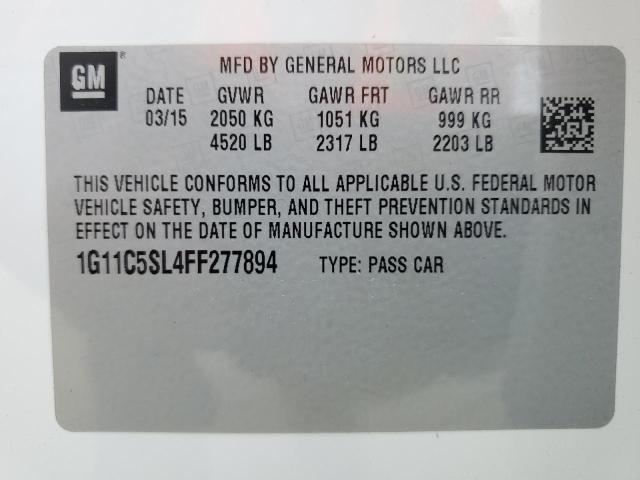 GM
MFD BY GENERAL MOTORS LLC
DATE GVWR GAWR FRT GAWR RR
03/15 2050 KG 1051 KG 999 KG
4520 LB 2317 LB 2203 LB
THIS VEHICLE CONFORMS TO ALL APPLICABLE U.S. FEDERAL MOTOR
VEHICLE SAFETY, BUMPER, AND THEFT PREVENTION STANDARDS IN
EFFECT ON THE DATE OF MANUFACTURE SHOWN ABOVE.
1G11C5SL4FF277894 TYPE: PASS CAR